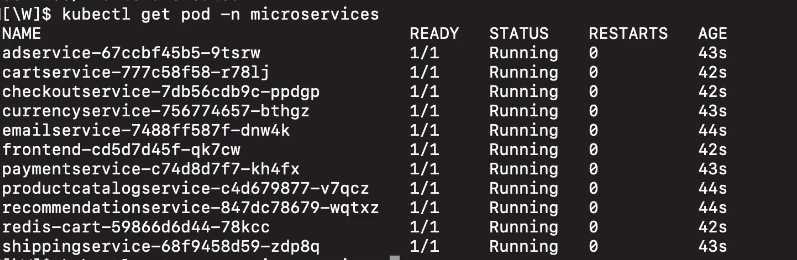 [\W]$ kubectl get pod -n microservices
NAME READY STATUS RESTARTS AGE
adservice-67ccbf45b5-9tsrw 1/1 Running 0 43s
cartservice-777c58f58-r78lj 1/1 Running 0 42s
checkoutservice-7db56cdb9c-ppdgp 1/1 Running 0 42s
currencyservice-756774657-bthgz 1/1 Running 0 43s
emailservice-7488ff587f-dnw4k 1/1 Running 0 44s
frontend-cd5d7d45f-qk7cw 1/1 Running 0 42s
paymentservice-c74d8d7f7-kh4fx 1/1 Running 0 43s
productcatalogservice-c4d679877-v7qcz 1/1 Running 0 44s
recommendationservice-847dc78679-wqtxz 1/1 Running 0 44s
redis-cart-59866d6d44-78kcc 1/1 Running 0 42s
shippingservice-68f9458d59-zdp8q 1/1 Running 0 43s